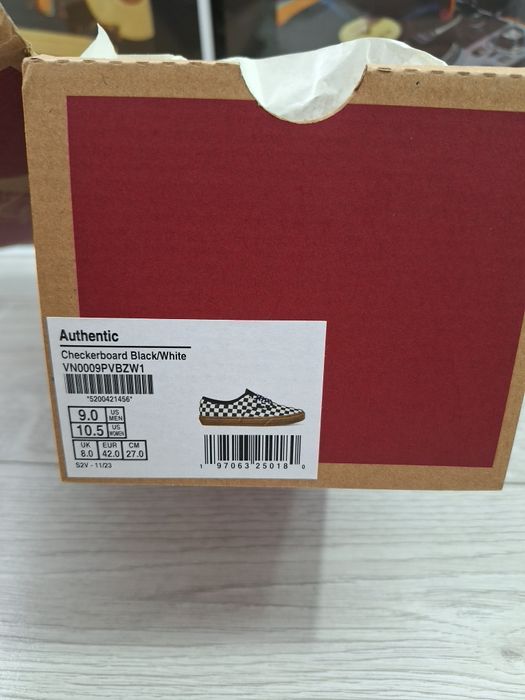 Authentic
Checkerboard Black/White
VN0009PVBZW1
*5200421456*
9.0 US MEN
10.5 US WOMEN
UK EUR CM
8.0 42.0 27.0
S2V - 11/23
1 97063 25018 0